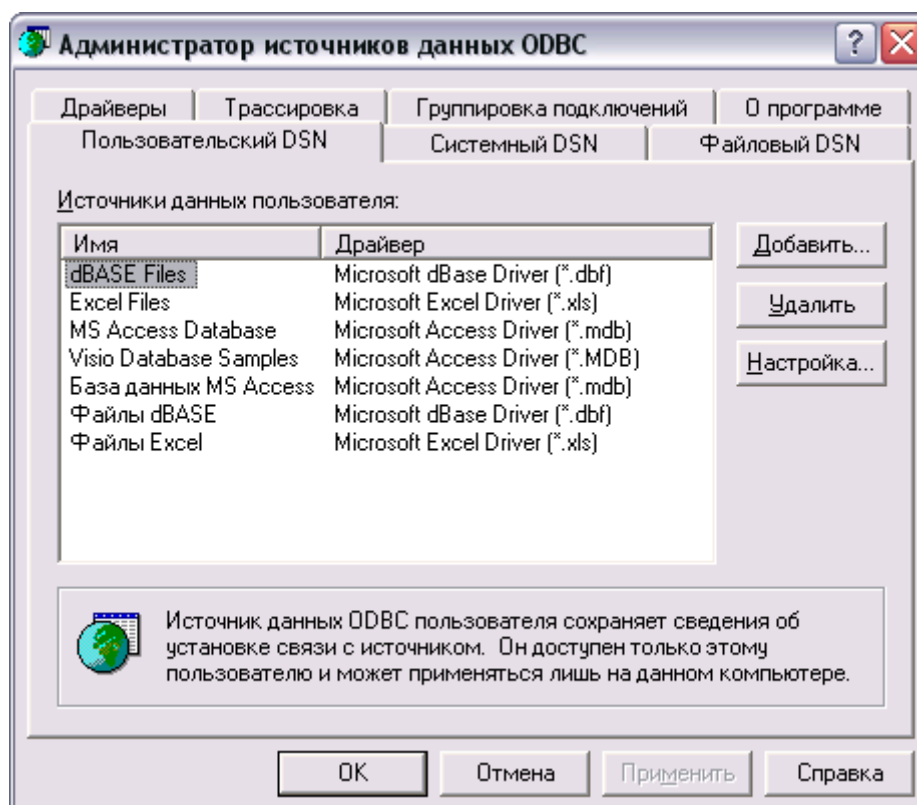 Администратор источников данных ODBC
Драйверы Трассировка Группировка подключений О программе
Пользовательский DSN Системный DSN Файловый DSN
Источники данных пользователя:
Имя Драйвер
dBASE Files Microsoft dBase Driver (*.dbf)
Excel Files Microsoft Excel Driver (*.xls)
MS Access Database Microsoft Access Driver (*.mdb)
Visio Database Samples Microsoft Access Driver (*.MDB)
База данных MS Access Microsoft Access Driver (*.mdb)
Файлы dBASE Microsoft dBase Driver (*.dbf)
Файлы Excel Microsoft Excel Driver (*.xls)
Добавить...
Удалить
Настройка...
Источник данных ODBC пользователя сохраняет сведения об
установке связи с источником. Он доступен только этому
пользователю и может применяться лишь на данном компьютере.
OK Отмена Применить Справка